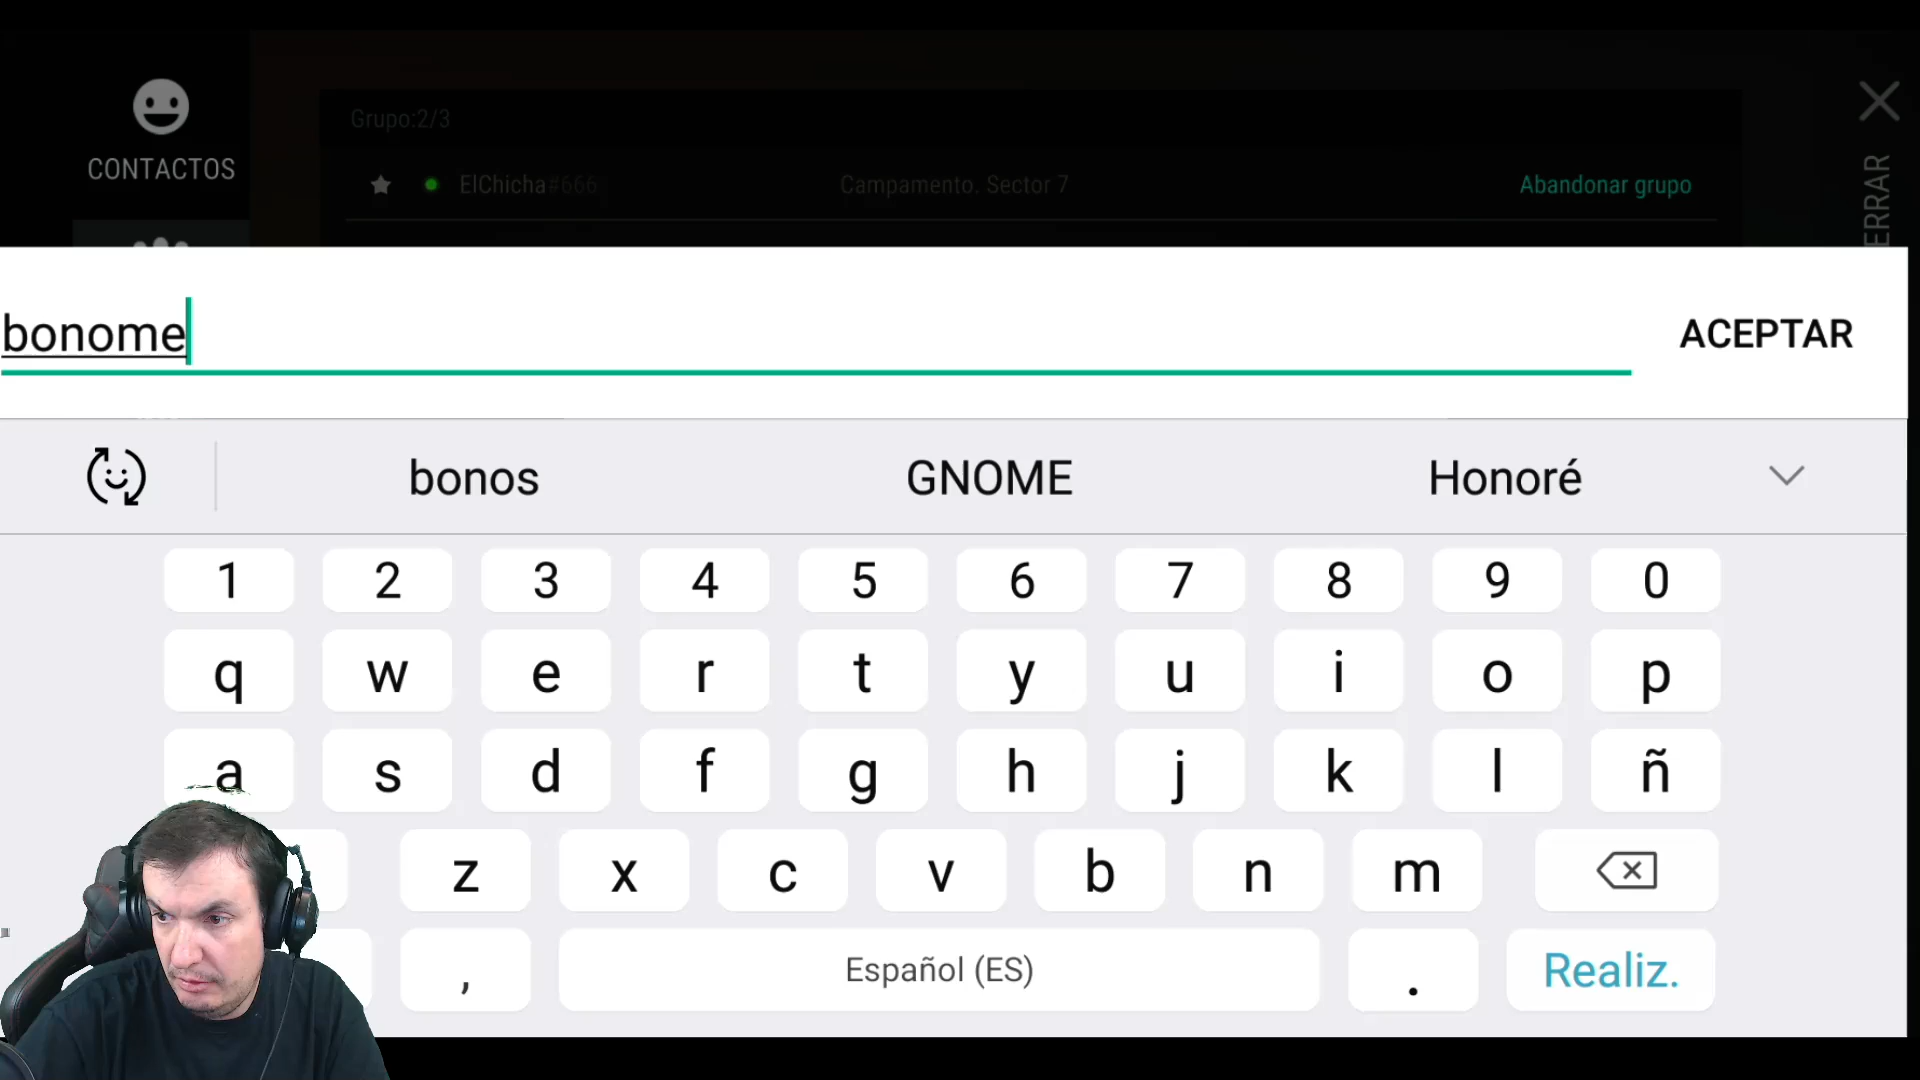 CONTACTOS
Grupo:2/3
ElChicha#666 Campamento. Sector 7 Abandonar grupo
ERRAR
bonome ACEPTAR
bonos GNOME Honoré
1 2 3 4 5 6 7 8 9 0
q w e r t y u i o p
a s d f g h j k l ñ
z x c v b n m
, Español (ES) . Realiz.